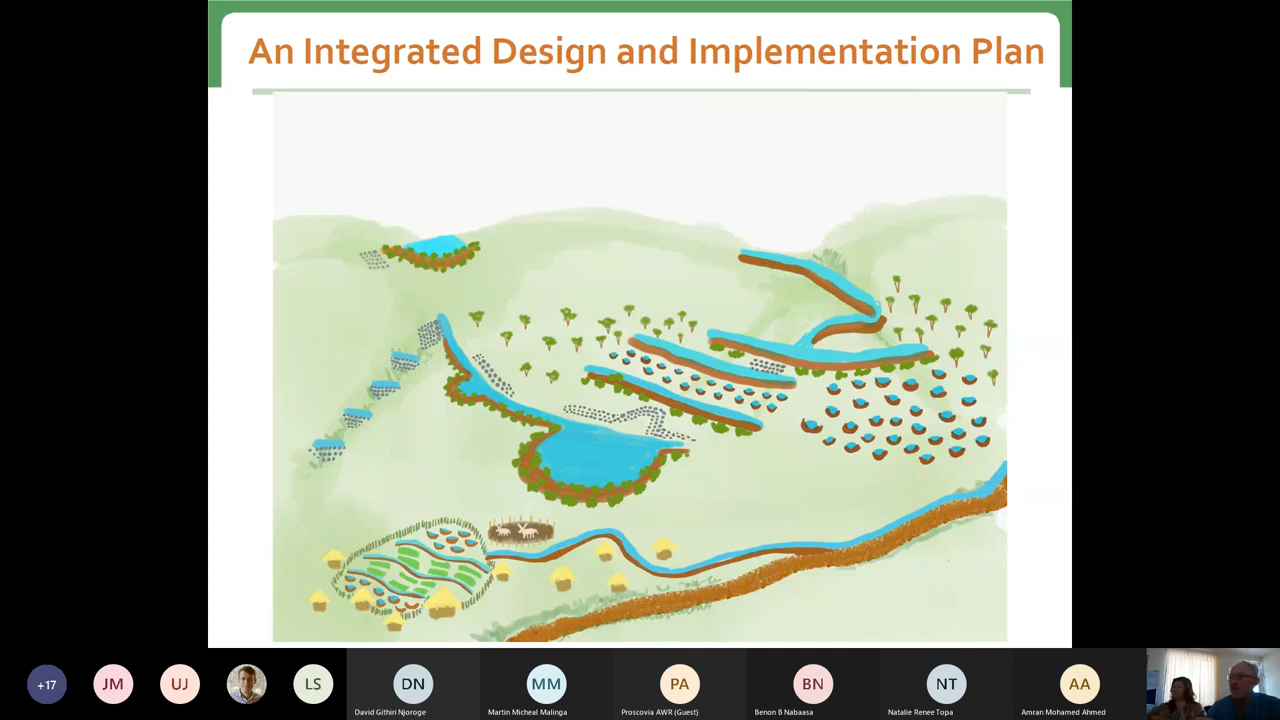 An Integrated Design and Implementation Plan
+17
JM
UJ
LS
DN
MM
PA
BN
NT
AA
David Githiri Njoroge
Martin Micheal Malinga
Proscovia AWR (Guest)
Benon B Nabaasa
Natalie Renee Topa
Amran Mohamed Ahmed